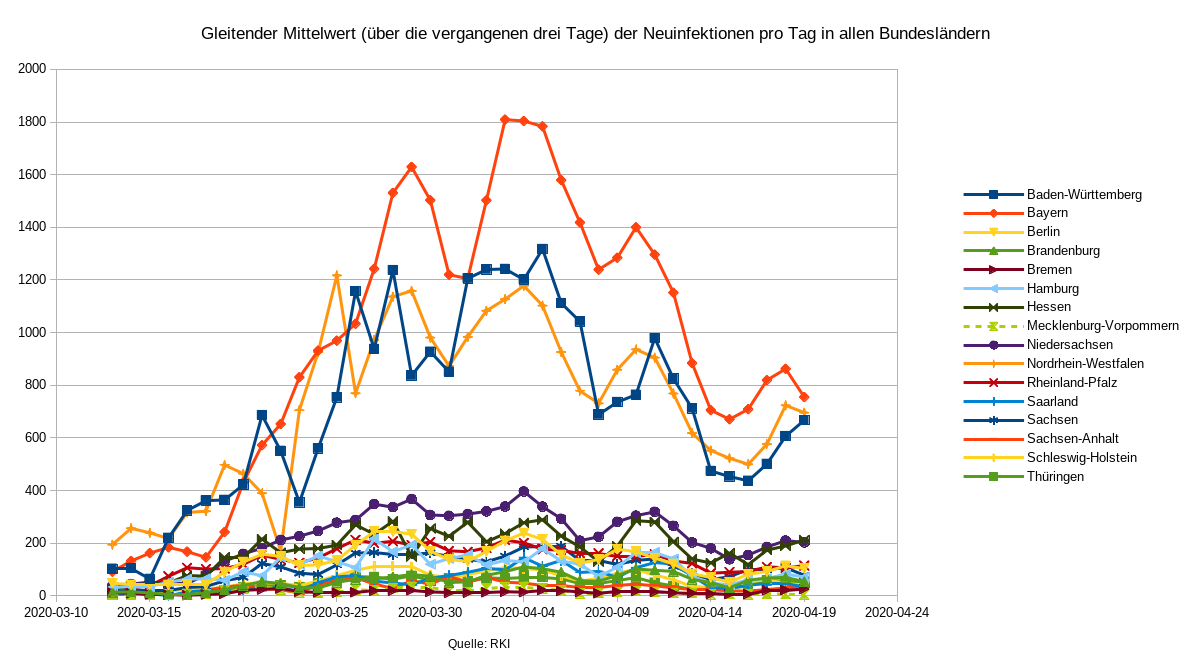 Gleitender Mittelwert (über die vergangenen drei Tage) der Neuinfektionen pro Tag in allen Bundesländern
2000
1800
1600
1400
1200
1000
800
600
400
200
0
2020-03-10 2020-03-15 2020-03-20 2020-03-25 2020-03-30 2020-04-04 2020-04-09 2020-04-14 2020-04-19 2020-04-24
Quelle: RKI
Baden-Württemberg
Bayern
Berlin
Brandenburg
Bremen
Hamburg
Hessen
Mecklenburg-Vorpommern
Niedersachsen
Nordrhein-Westfalen
Rheinland-Pfalz
Saarland
Sachsen
Sachsen-Anhalt
Schleswig-Holstein
Thüringen